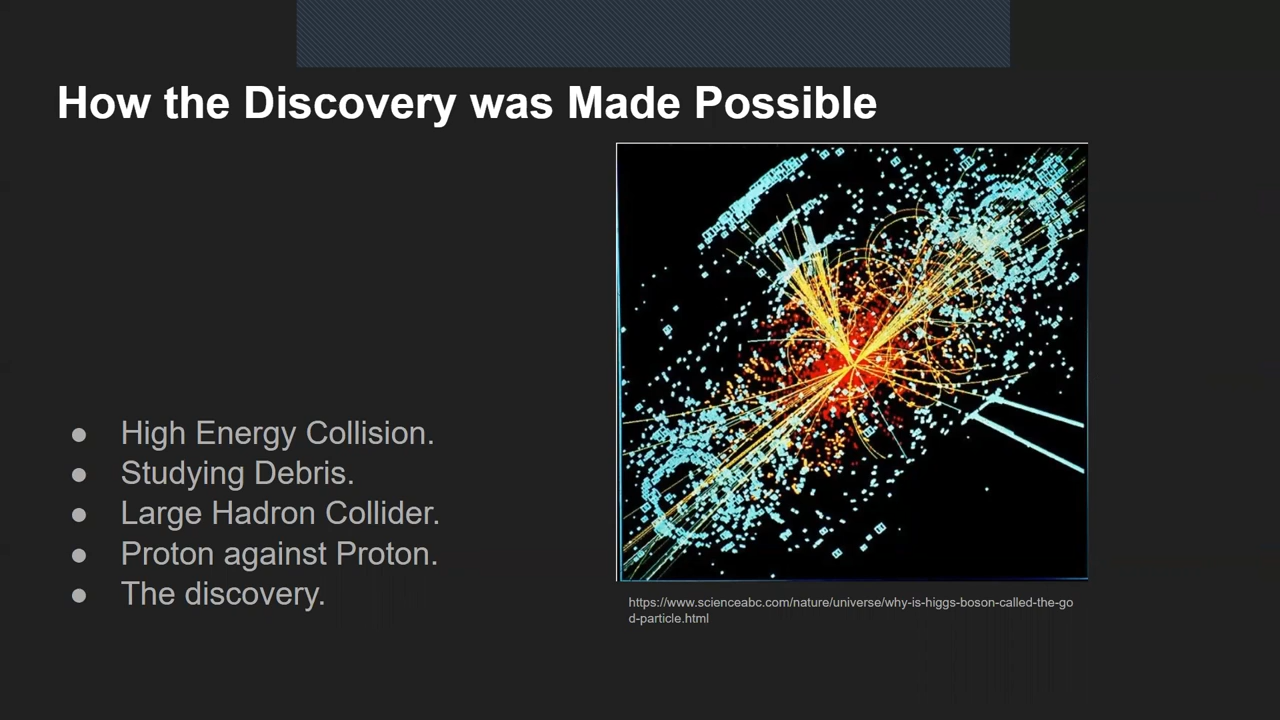 How the Discovery was Made Possible
● High Energy Collision.
● Studying Debris.
● Large Hadron Collider.
● Proton against Proton.
● The discovery.
https://www.scienceabc.com/nature/universe/why-is-higgs-boson-called-the-go
d-particle.html